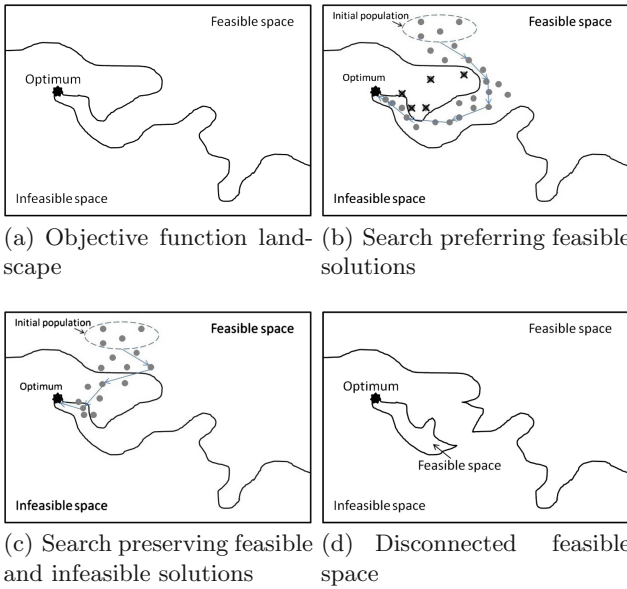 Feasible space
Optimum
Infeasible space
(a) Objective function land-
scape
Initial population
Feasible space
Optimum
Infeasible space
(b) Search preferring feasible
solutions
Initial population
Feasible space
Optimum
Infeasible space
(c) Search preserving feasible
and infeasible solutions
Feasible space
Optimum
Feasible space
Infeasible space
(d) Disconnected feasible
space